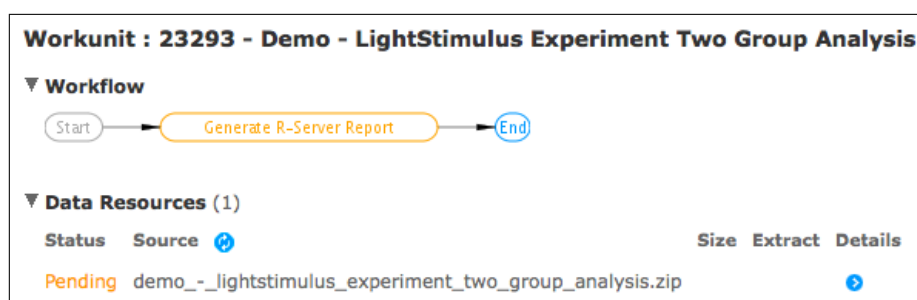 Workunit : 23293 - Demo - LightStimulus Experiment Two Group Analysis
Workflow
Start Generate R-Server Report End
Data Resources (1)
Status Source Size Extract Details
Pending demo_-_lightstimulus_experiment_two_group_analysis.zip